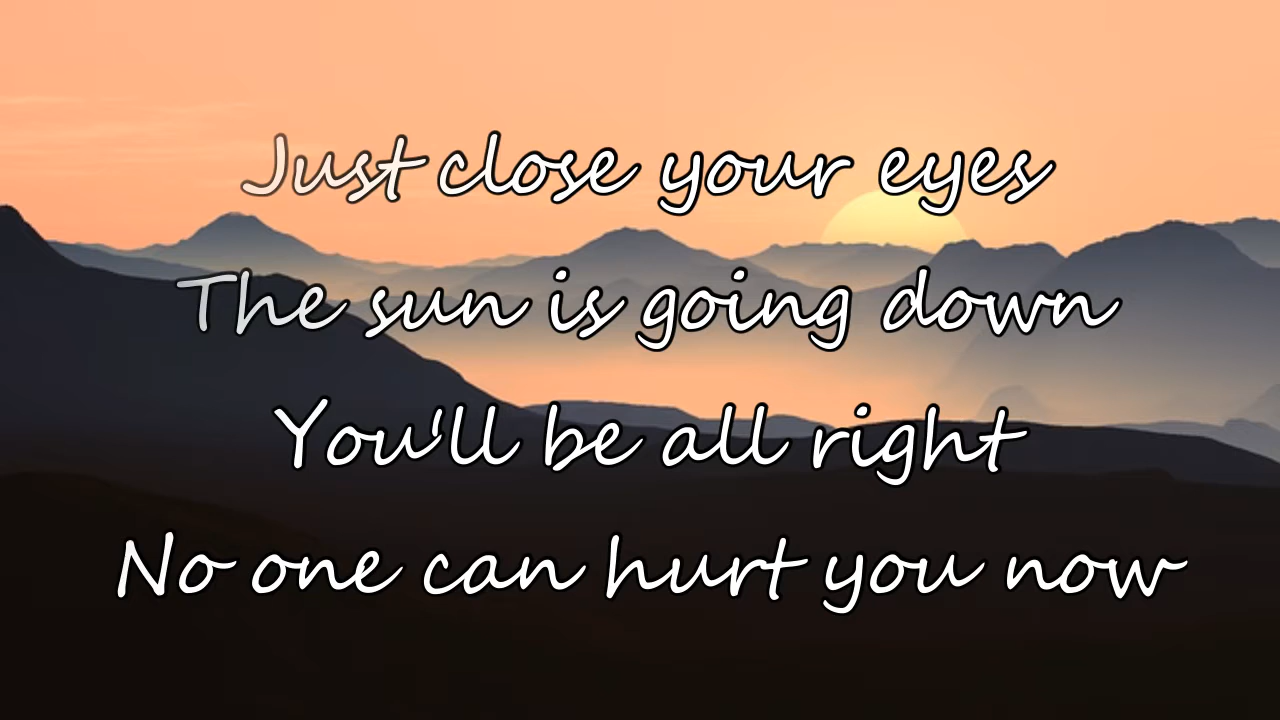 Just close your eyes
The sun is going down
You'll be all right
No one can hurt you now